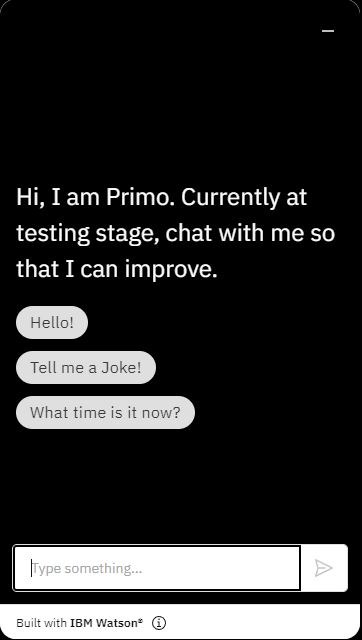 Hi, I am Primo. Currently at
testing stage, chat with me so
that I can improve.
Hello!
Tell me a Joke!
What time is it now?
Type something...
Built with IBM Watson®